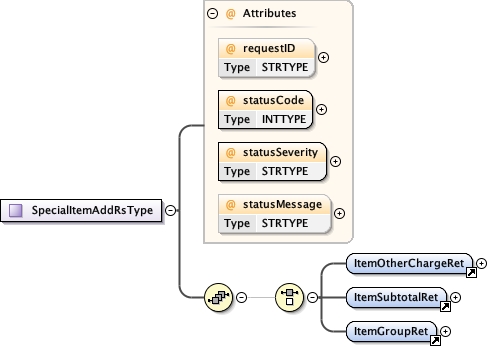 Attributes
@ requestID
Type STRTYPE
@ statusCode
Type INTTYPE
@ statusSeverity
Type STRTYPE
@ statusMessage
Type STRTYPE
SpecialItemAddRsType
ItemOtherChargeRet
ItemSubtotalRet
ItemGroupRet